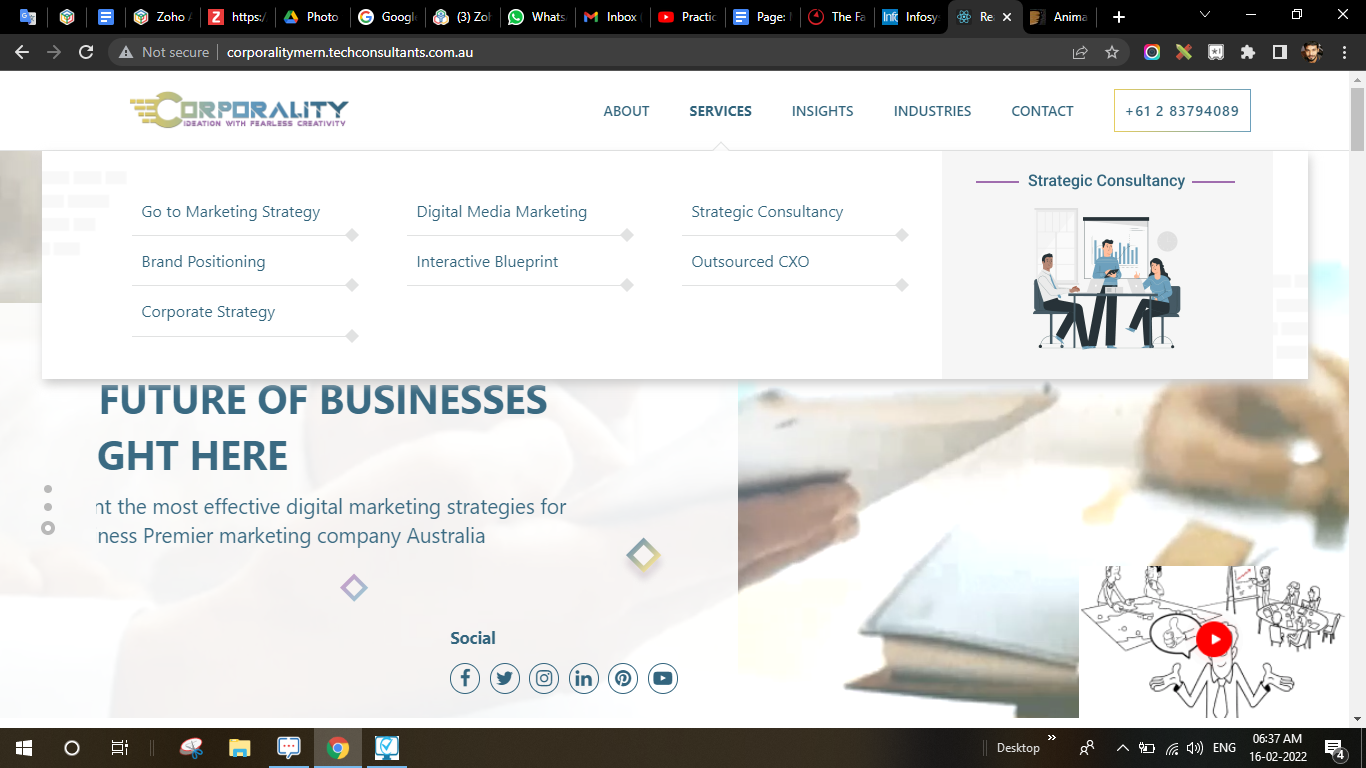 Zoho
https:/
Photo
Google
(3) Zoh
Whats
Inbox
Practic
Page:
The Fa
Infosy
Re
Anima
Not secure
corporalitymern.techconsultants.com.au
CORPORALITY
IDEATION WITH FEARLESS CREATIVITY
ABOUT
SERVICES
INSIGHTS
INDUSTRIES
CONTACT
+61 2 83794089
Go to Marketing Strategy
Digital Media Marketing
Strategic Consultancy
Brand Positioning
Interactive Blueprint
Outsourced CXO
Corporate Strategy
Strategic Consultancy
FUTURE OF BUSINESSES
GHT HERE
nt the most effective digital marketing strategies for
ness Premier marketing company Australia
Social
Desktop
ENG
06:37 AM
16-02-2022
4